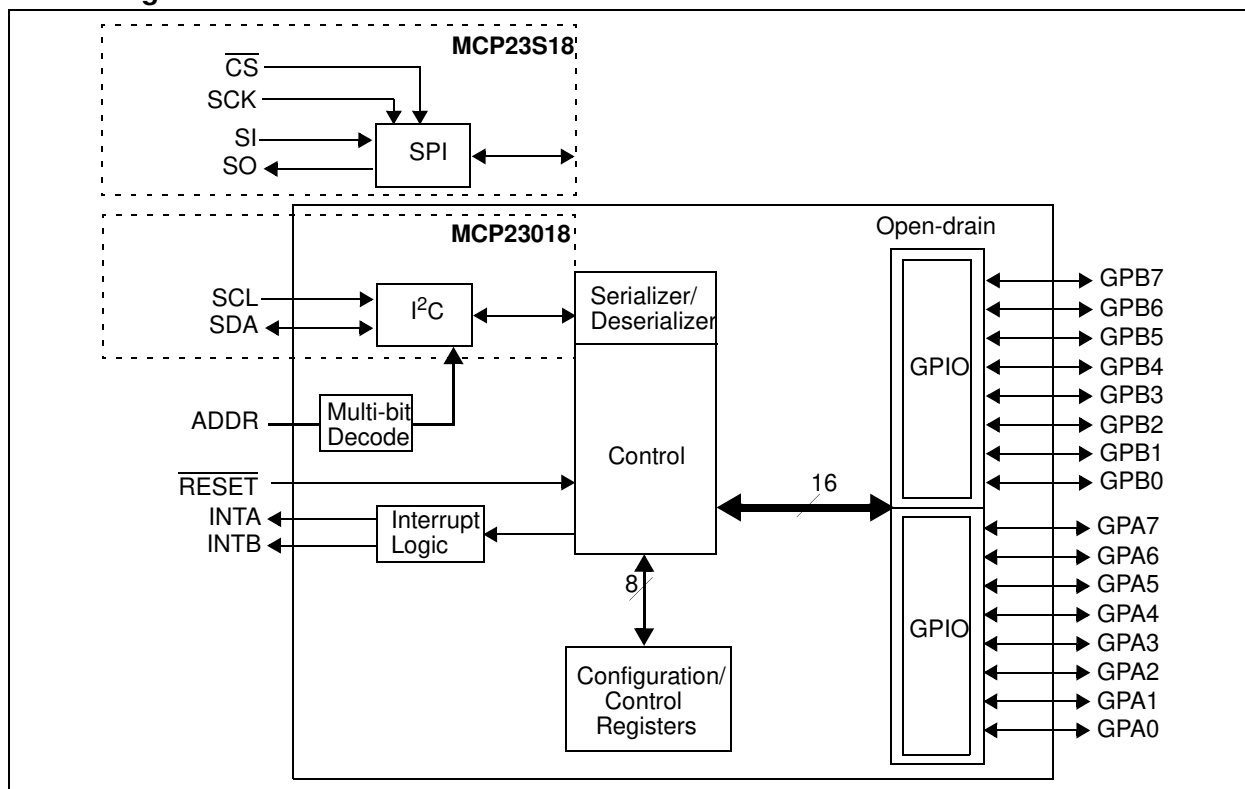 MCP23S18
CS
SCK
SI
SO
SPI
MCP23018
Open-drain
SCL
SDA
I²C
Serializer/
Deserializer
GPIO
GPB7
GPB6
GPB5
GPB4
GPB3
GPB2
GPB1
GPB0
ADDR
Multi-bit
Decode
Control
RESET
16
INTA
INTB
Interrupt
Logic
8
GPIO
GPA7
GPA6
GPA5
GPA4
GPA3
GPA2
GPA1
GPA0
Configuration/
Control
Registers